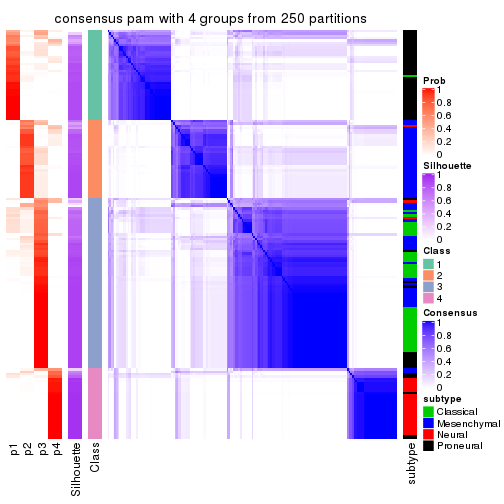 consensus pam with 4 groups from 250 partitions
Prob
1
0.8
0.6
0.4
0.2
0
Silhouette
1
0.8
0.6
0.4
0.2
0
Class
1
2
3
4
Consensus
1
0.8
0.6
0.4
0.2
0
subtype
Classical
Mesenchymal
Neural
Proneural
p1
p2
p3
p4
Silhouette
Class
subtype